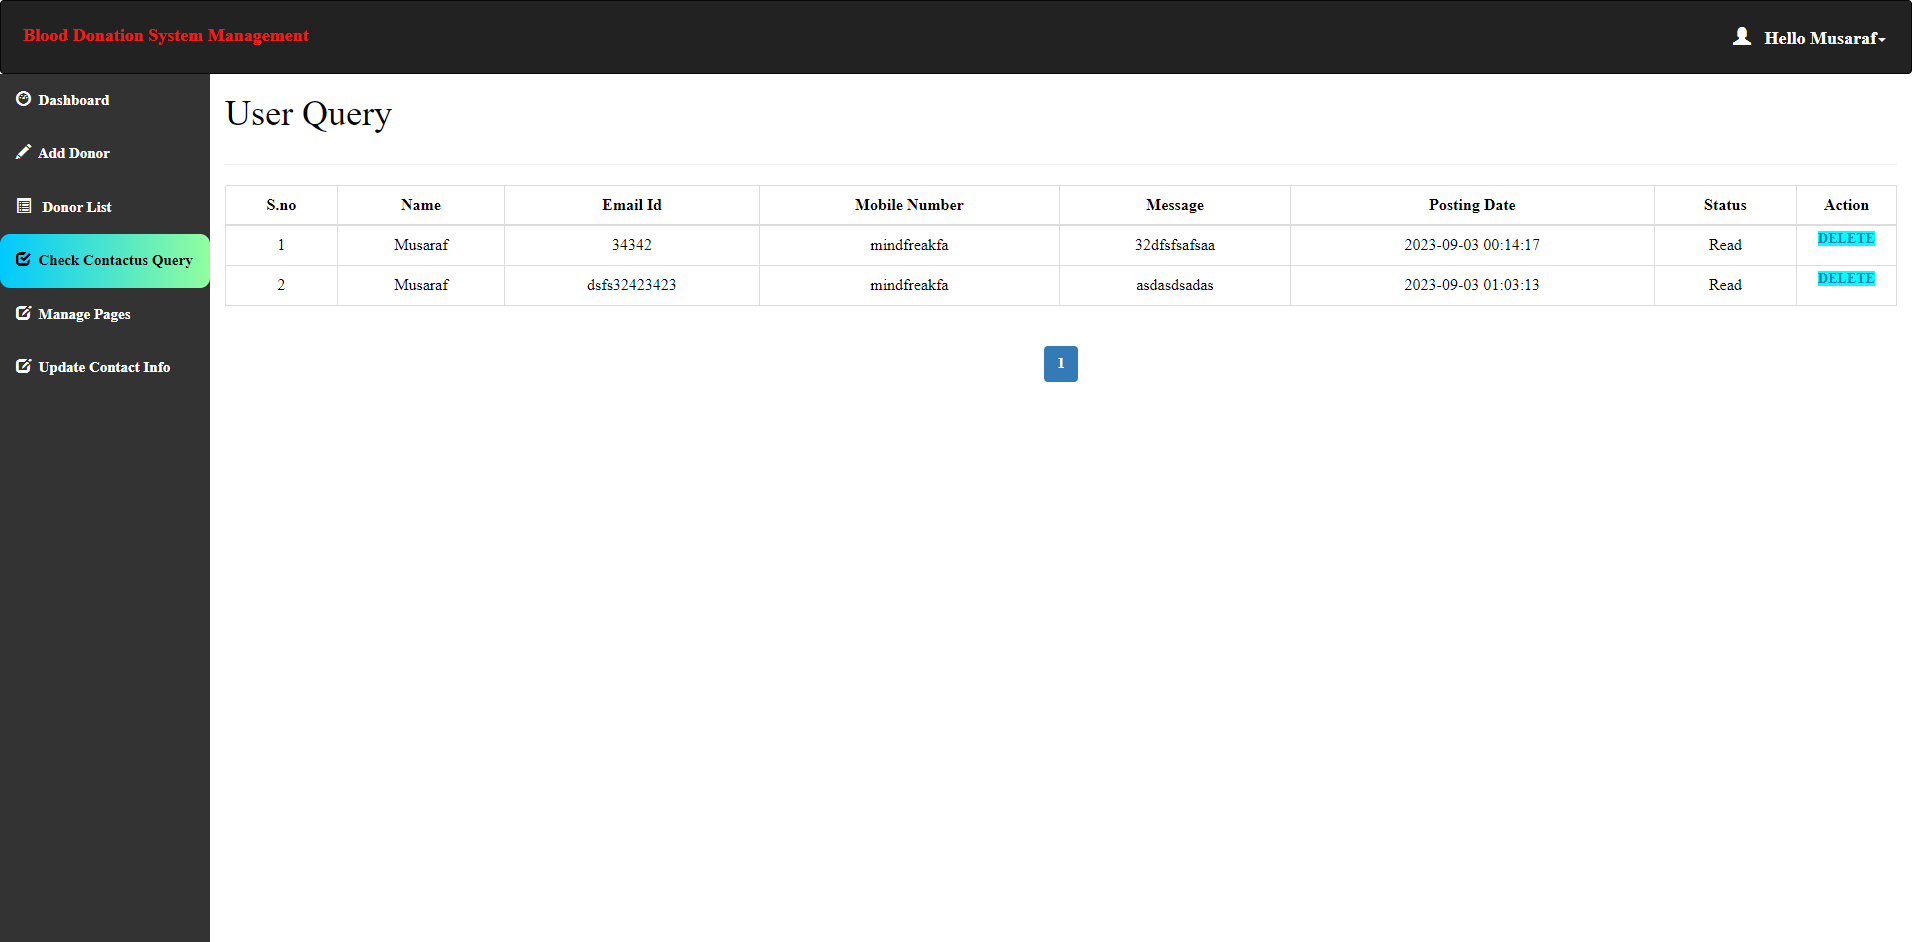 Blood Donation System Management
Hello Musaraf
Dashboard
Add Donor
Donor List
Check Contactus Query
Manage Pages
Update Contact Info
User Query
S.no Name Email Id Mobile Number Message Posting Date Status Action
1 Musaraf 34342 mindfreakfa 32dfsfsafsaa 2023-09-03 00:14:17 Read DELETE
2 Musaraf dsfs32423423 mindfreakfa asdasdsadas 2023-09-03 01:03:13 Read DELETE
1